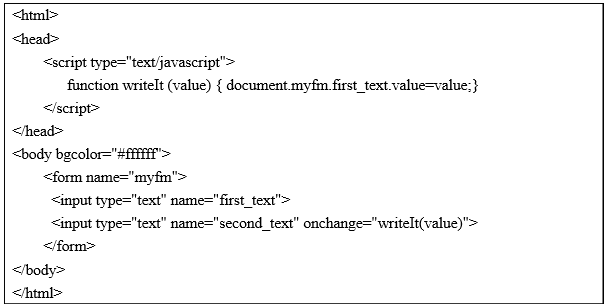 <html>
<head>
<script type="text/javascript">
function writeIt (value) { document.myfm.first_text.value=value;}
</script>
</head>
<body bgcolor="#ffffff">
<form name="myfm">
<input type="text" name="first_text">
<input type="text" name="second_text" onchange="writeIt(value)">
</form>
</body>
</html>